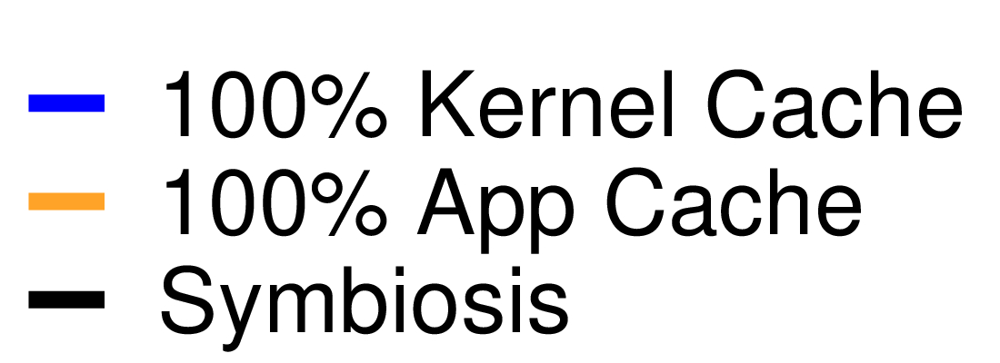 100% Kernel Cache
100% App Cache
Symbiosis